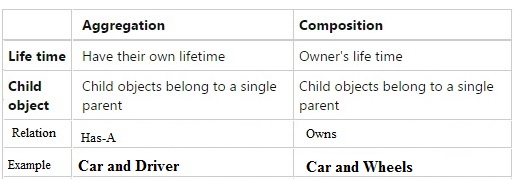 Aggregation Composition
Life time Have their own lifetime Owner's life time
Child Child objects belong to a single Child objects belong to a single
object parent parent
Relation Has-A Owns
Example Car and Driver Car and Wheels